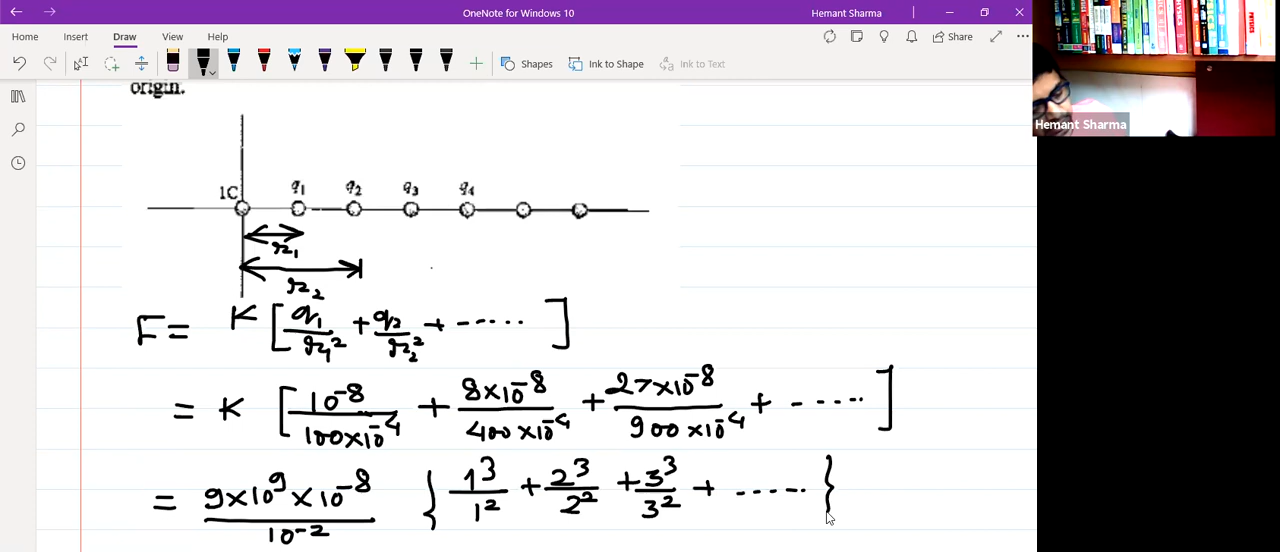 OneNote for Windows 10
Hemant Sharma
Home Insert Draw View Help
Share
Shapes Ink to Shape Ink to Text
Hemant Sharma
origin.
1C q₁ q₂ q₃ q₄
r₁
r₂
F = K [ q₁/r₁² + q₂/r₂² + ...... ]
= K [ 10⁻⁸/100×10⁻⁴ + 8×10⁻⁸/400×10⁻⁴ + 27×10⁻⁸/900×10⁻⁴ + ...... ]
= 9×10⁹×10⁻⁸/10⁻² { 1³/1² + 2³/2² + 3³/3² + ...... }